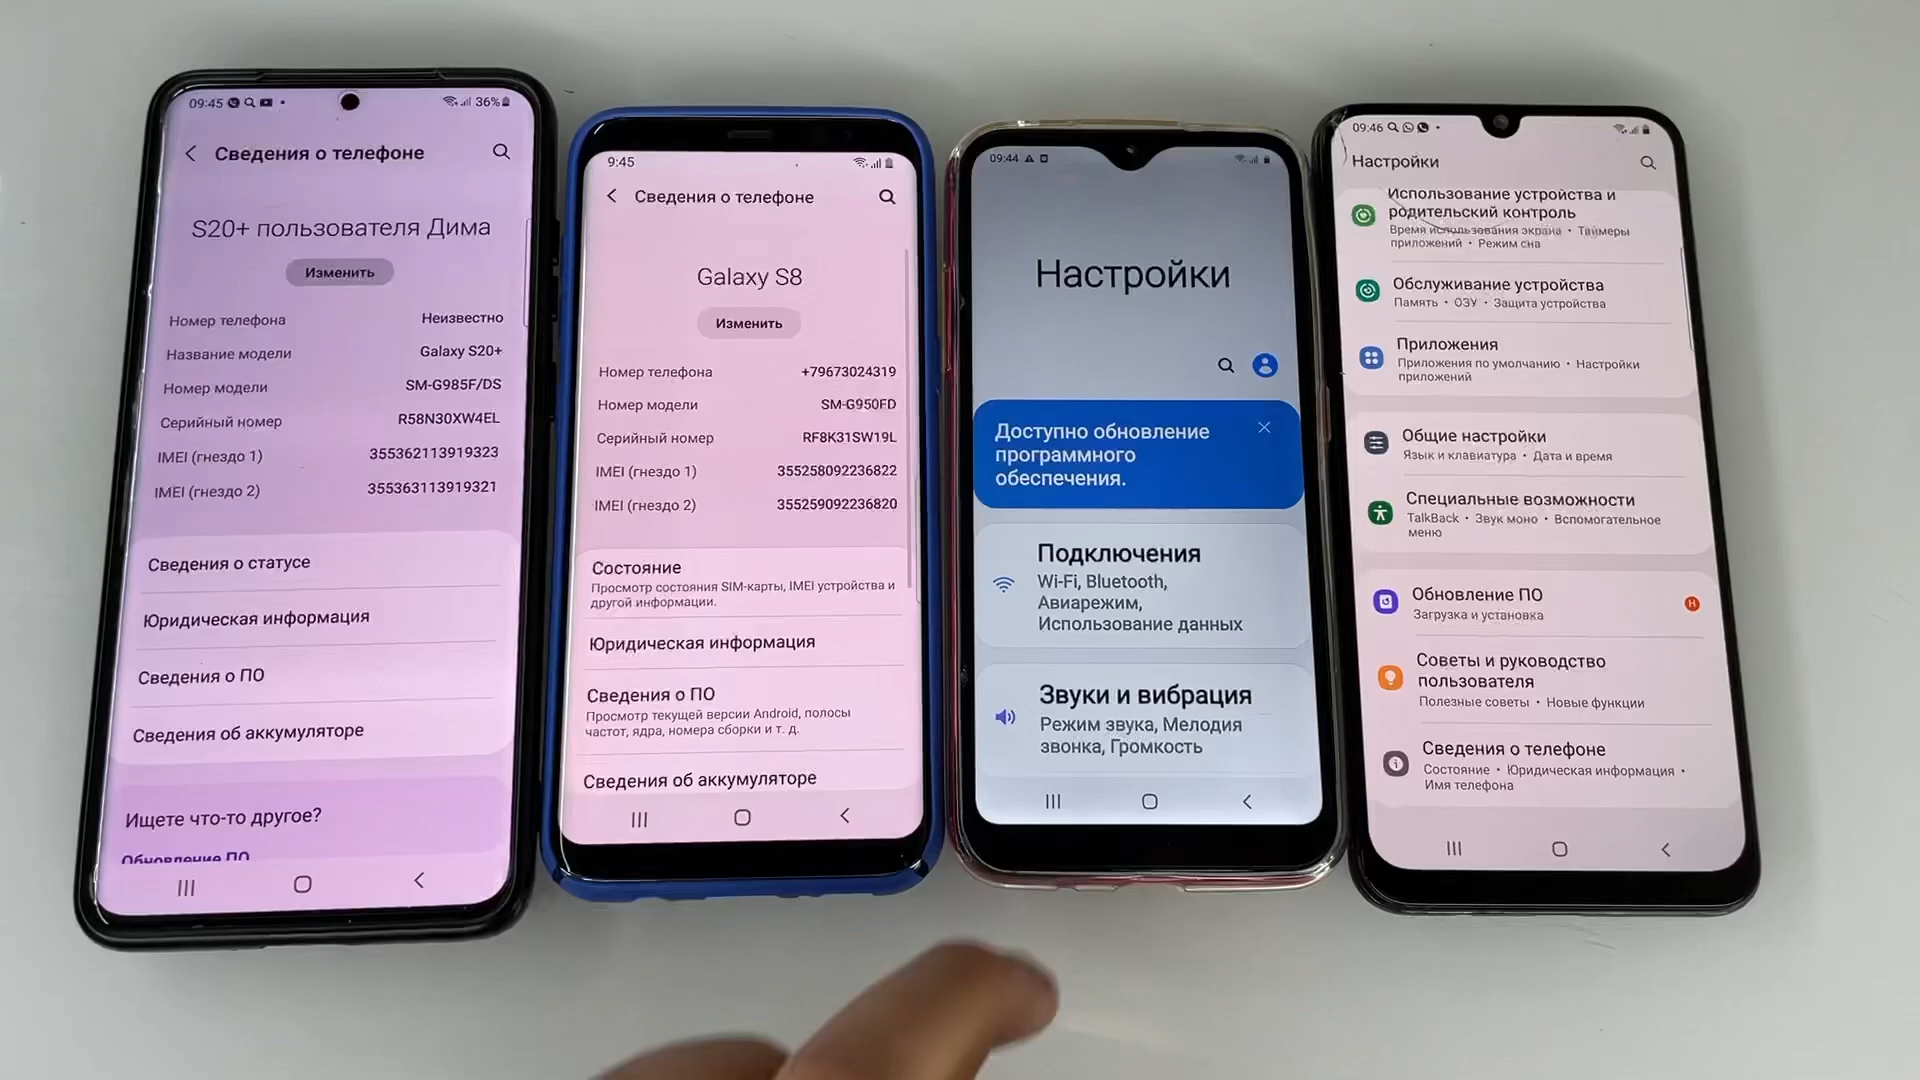 09:45
36%
Сведения о телефоне
S20+ пользователя Дима
Изменить
Номер телефона Неизвестно
Название модели Galaxy S20+
Номер модели SM-G985F/DS
Серийный номер R58N30XW4EL
IMEI (гнездо 1) 355362113919323
IMEI (гнездо 2) 355363113919321
Сведения о статусе
Юридическая информация
Сведения о ПО
Сведения об аккумуляторе
Ищете что-то другое?
Обновление ПО
9:45
Сведения о телефоне
Galaxy S8
Изменить
Номер телефона +79673024319
Номер модели SM-G950FD
Серийный номер RF8K31SW19L
IMEI (гнездо 1) 355258092236822
IMEI (гнездо 2) 355259092236820
Состояние
Просмотр состояния SIM-карты, IMEI устройства и
другой информации.
Юридическая информация
Сведения о ПО
Просмотр текущей версии Android, полосы
частот, ядра, номера сборки и т. д.
Сведения об аккумуляторе
09:44
Настройки
Доступно обновление
программного
обеспечения.
Подключения
Wi-Fi, Bluetooth,
Авиарежим,
Использование данных
Звуки и вибрация
Режим звука, Мелодия
звонка, Громкость
09:46
Настройки
Использование устройства и
родительский контроль
Время использования экрана • Таймеры
приложений • Режим сна
Обслуживание устройства
Память • ОЗУ • Защита устройства
Приложения
Приложения по умолчанию • Настройки
приложений
Общие настройки
Язык и клавиатура • Дата и время
Специальные возможности
TalkBack • Звук моно • Вспомогательное
меню
Обновление ПО
Загрузка и установка
Н
Советы и руководство
пользователя
Полезные советы • Новые функции
Сведения о телефоне
Состояние • Юридическая информация •
Имя телефона